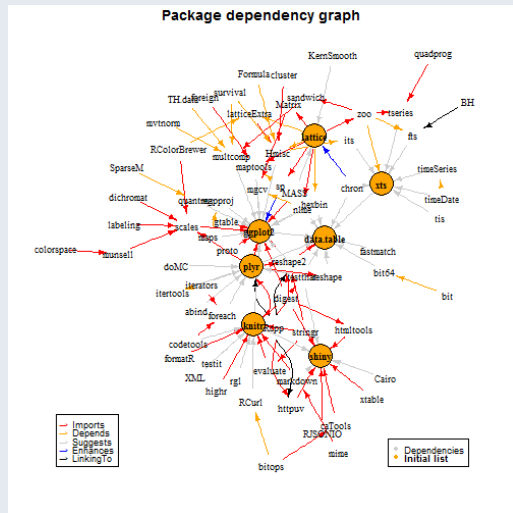 Package dependency graph
KernSmooth
quadprog
Formula
cluster
survival
TH.data
foreign
sandwich
Matrix
latticeExtra
zoo
tseries
BH
mvtnorm
lattice
its
fts
RColorBrewer
multcomp
Hmisc
maptools
SparseM
mgcv
sp
MASS
chron
xts
timeSeries
timeDate
dichromat
quantreg
mapproj
nlme
hexbin
labeling
scales
gtable
tis
maps
ggplot2
data.table
colorspace
munsell
proto
fastmatch
doMC
plyr
reshape2
bit64
iterators
testthat
reshape
itertools
digest
bit
abind
foreach
knitr
Rcpp
stringr
htmltools
codetools
formatR
testit
shiny
evaluate
XML
rgl
markdown
Cairo
highr
RCurl
httpuv
xtable
caTools
RJSONIO
bitops
mime
Imports
Depends
Suggests
Enhances
LinkingTo
Dependencies
Initial list